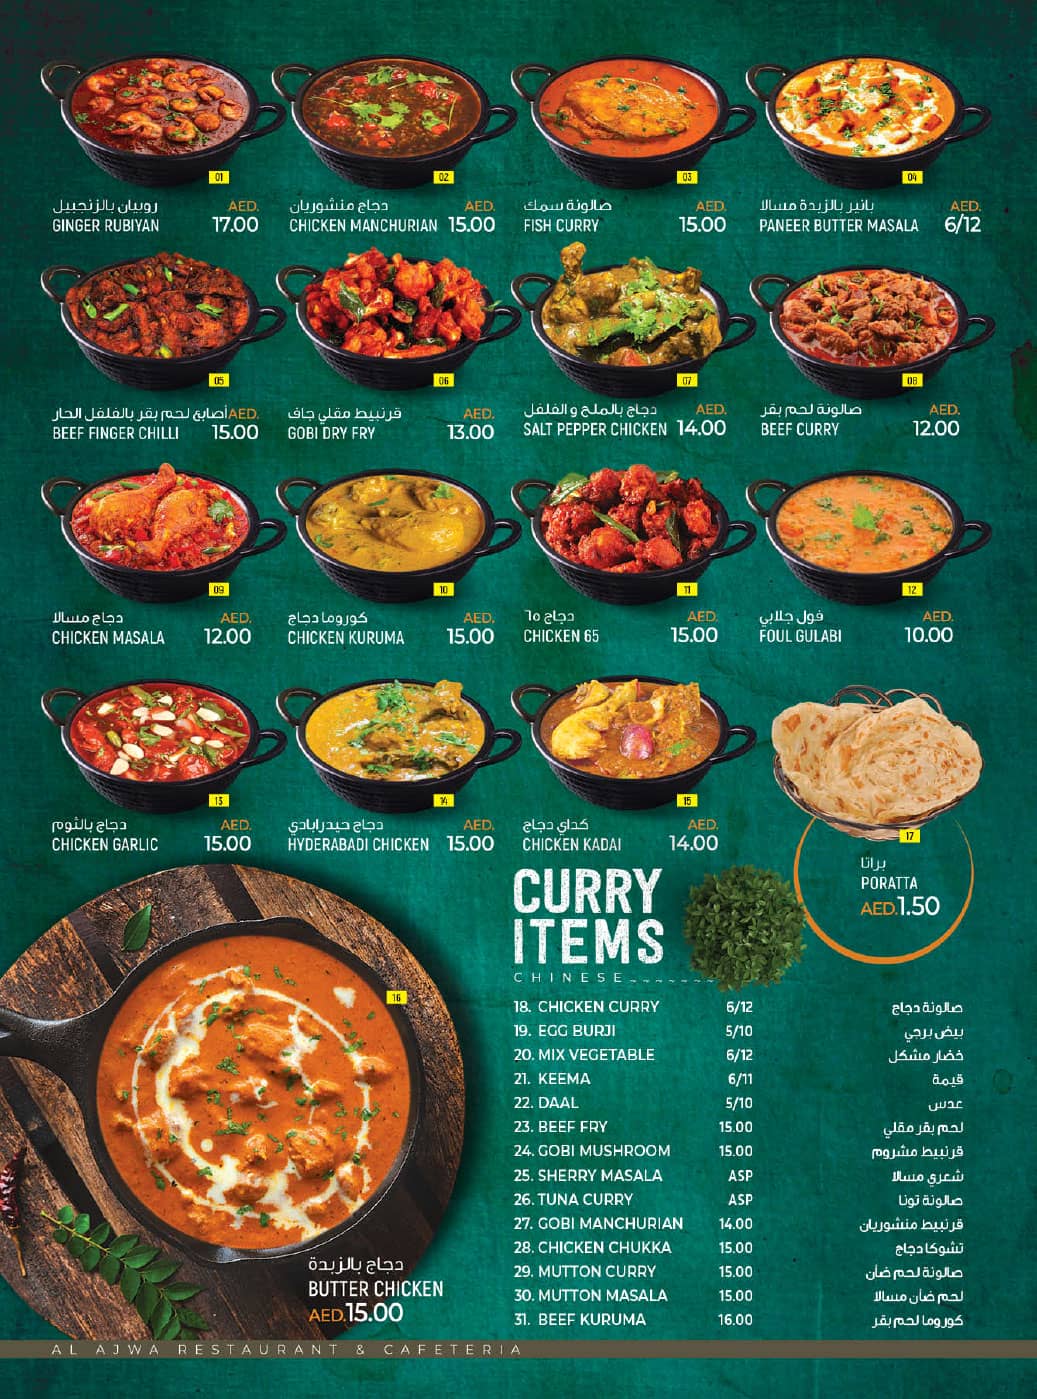 01
روبيان بالزنجبيل AED.
GINGER RUBIYAN 17.00
02
دجاج منشوريان AED.
CHICKEN MANCHURIAN 15.00
03
صالونة سمك AED.
FISH CURRY 15.00
04
بانير بالزبدة مسالا AED.
PANEER BUTTER MASALA 6/12
05
أصابع لحم بقر بالفلفل الحار AED.
BEEF FINGER CHILLI 15.00
06
قرنبيط مقلي جاف AED.
GOBI DRY FRY 13.00
07
دجاج بالملح و الفلفل AED.
SALT PEPPER CHICKEN 14.00
08
صالونة لحم بقر AED.
BEEF CURRY 12.00
09
دجاج مسالا AED.
CHICKEN MASALA 12.00
10
كوروما دجاج AED.
CHICKEN KURUMA 15.00
11
دجاج ٦٥ AED.
CHICKEN 65 15.00
12
فول جلابي AED.
FOUL GULABI 10.00
13
دجاج بالثوم AED.
CHICKEN GARLIC 15.00
14
دجاج حيدرابادي AED.
HYDERABADI CHICKEN 15.00
15
كداي دجاج AED.
CHICKEN KADAI 14.00
17
براتا
PORATTA
AED.1.50
16
دجاج بالزبدة
BUTTER CHICKEN
AED.15.00
CURRY
ITEMS
CHINESE
18. CHICKEN CURRY 6/12 صالونة دجاج
19. EGG BURJI 5/10 بيض برجي
20. MIX VEGETABLE 6/12 خضار مشكل
21. KEEMA 6/11 قيمة
22. DAAL 5/10 عدس
23. BEEF FRY 15.00 لحم بقر مقلي
24. GOBI MUSHROOM 15.00 قرنبيط مشروم
25. SHERRY MASALA ASP شعري مسالا
26. TUNA CURRY ASP صالونة تونا
27. GOBI MANCHURIAN 14.00 قرنبيط منشوريان
28. CHICKEN CHUKKA 15.00 تشوكا دجاج
29. MUTTON CURRY 15.00 صالونة لحم ضأن
30. MUTTON MASALA 15.00 لحم ضأن مسالا
31. BEEF KURUMA 16.00 كوروما لحم بقر
AL AJWA RESTAURANT & CAFETERIA